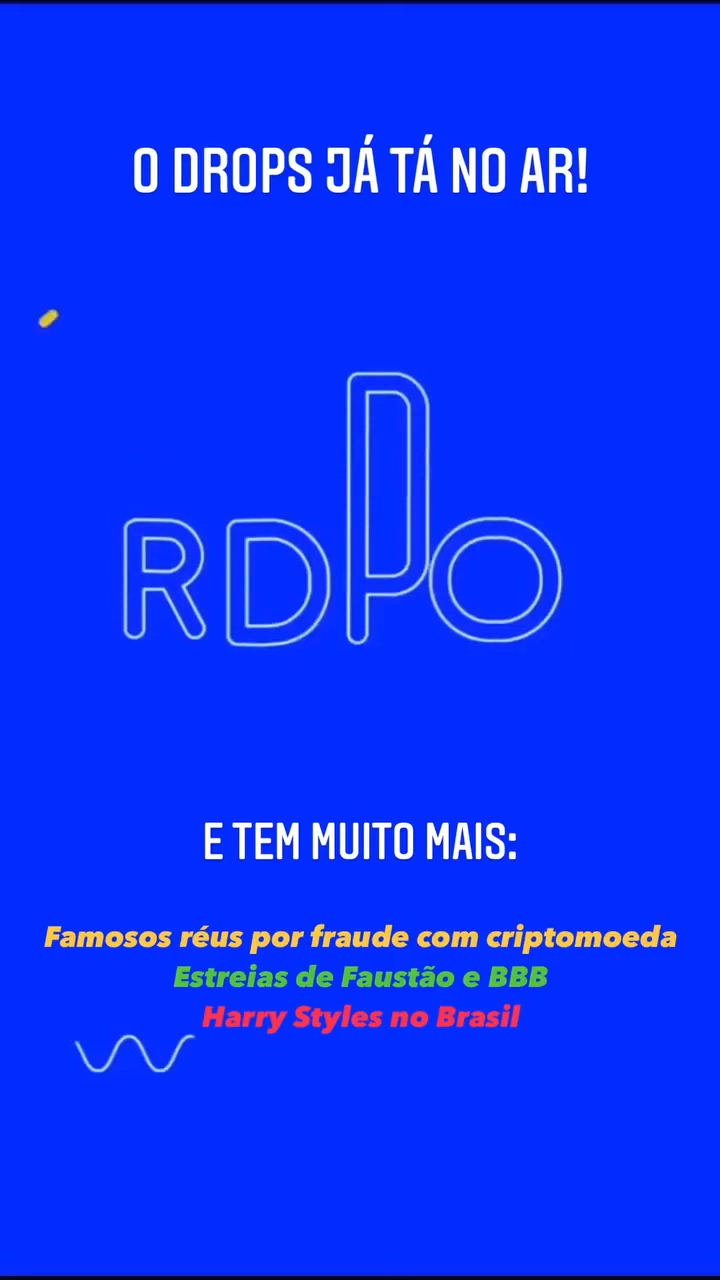 O DROPS JÁ TÁ NO AR!
RDPO
E TEM MUITO MAIS:
Famosos réus por fraude com criptomoeda
Estreias de Faustão e BBB
Harry Styles no Brasil